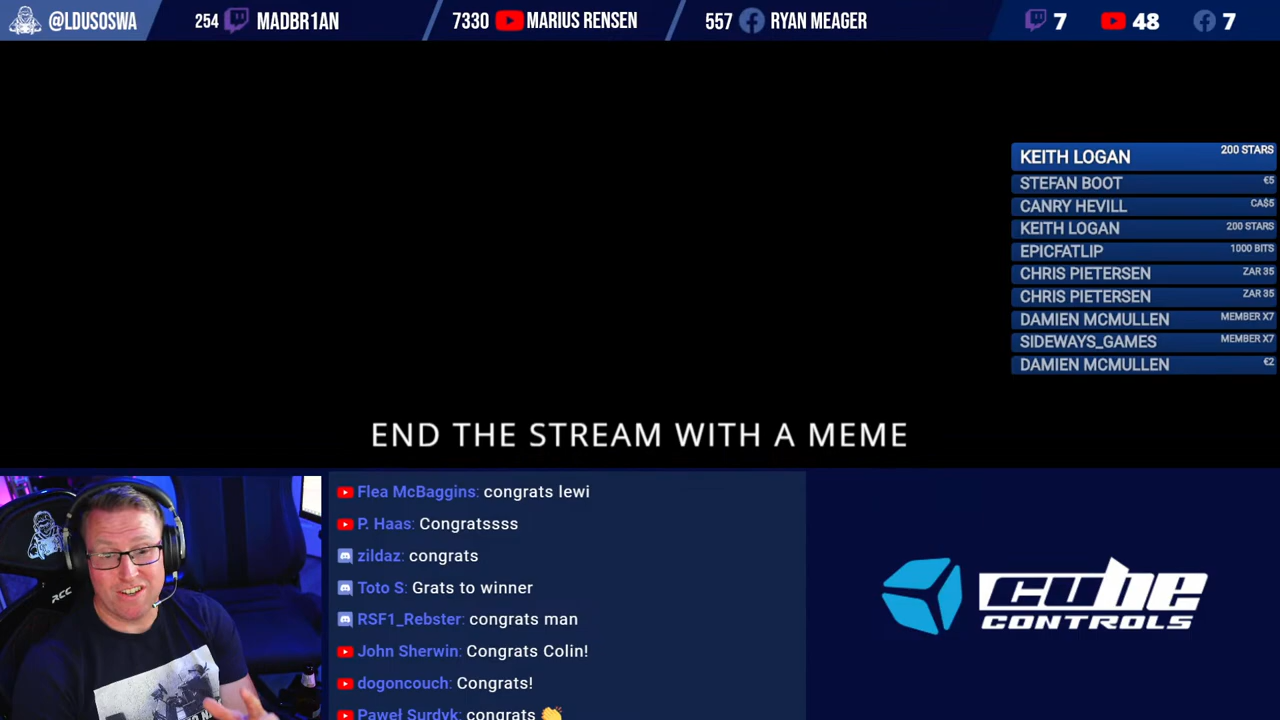 @LDUSOSWA
254 MADBR1AN
7330 MARIUS RENSEN
557 RYAN MEAGER
7
48
7
KEITH LOGAN 200 STARS
STEFAN BOOT €5
CANRY HEVILL CA$5
KEITH LOGAN 200 STARS
EPICFATLIP 1000 BITS
CHRIS PIETERSEN ZAR 35
CHRIS PIETERSEN ZAR 35
DAMIEN MCMULLEN MEMBER X7
SIDEWAYS_GAMES MEMBER X7
DAMIEN MCMULLEN €2
END THE STREAM WITH A MEME
Flea McBaggins: congrats lewi
P. Haas: Congratssss
zildaz: congrats
Toto S: Grats to winner
RSF1_Rebster: congrats man
John Sherwin: Congrats Colin!
dogoncouch: Congrats!
Paweł Surdyk: congrats 👏
cube
CONTROLS
RCC